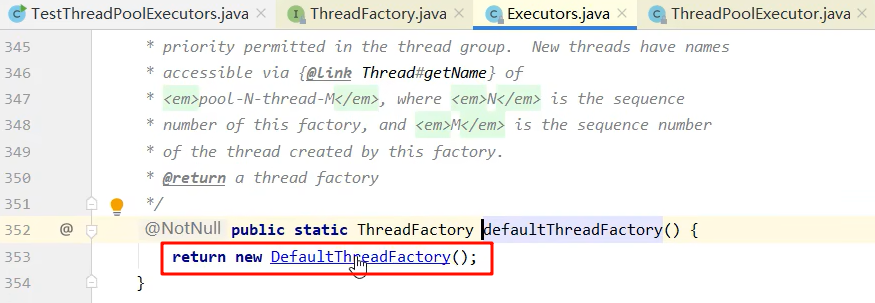 TestThreadPoolExecutors.java × ThreadFactory.java × Executors.java × ThreadPoolExecutor.java ×
345 * priority permitted in the thread group.  New threads have names
346 * accessible via {@link Thread#getName} of
347 * <em>pool-N-thread-M</em>, where <em>N</em> is the sequence
348 * number of this factory, and <em>M</em> is the sequence number
349 * of the thread created by this factory.
350 * @return a thread factory
351 */
352 @ @NotNull public static ThreadFactory defaultThreadFactory() {
353 return new DefaultThreadFactory();
354 }